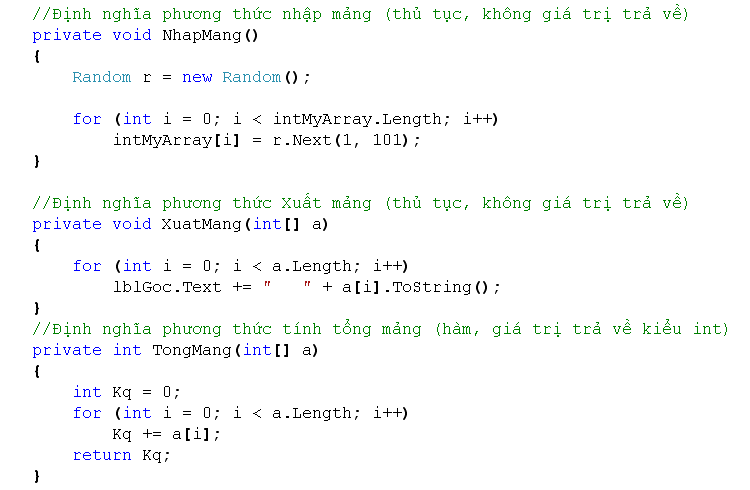 //Định nghĩa phương thức nhập mảng (thủ tục, không giá trị trả về)
private void NhapMang()
{
    Random r = new Random();

    for (int i = 0; i < intMyArray.Length; i++)
        intMyArray[i] = r.Next(1, 101);
}

//Định nghĩa phương thức Xuất mảng (thủ tục, không giá trị trả về)
private void XuatMang(int[] a)
{
    for (int i = 0; i < a.Length; i++)
        lblGoc.Text += "   " + a[i].ToString();
}
//Định nghĩa phương thức tính tổng mảng (hàm, giá trị trả về kiểu int)
private int TongMang(int[] a)
{
    int Kq = 0;
    for (int i = 0; i < a.Length; i++)
        Kq += a[i];
    return Kq;
}